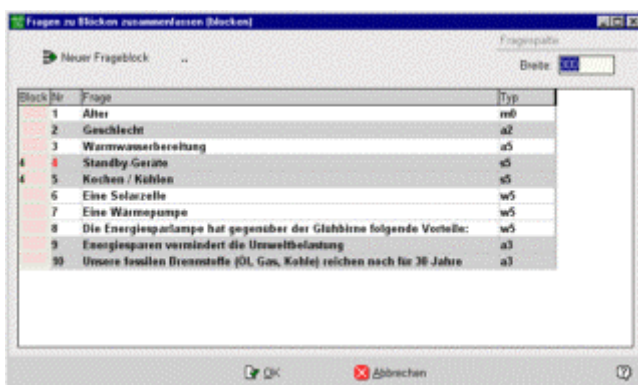 Fragen zu Blöcken zusammenfassen (blocken)
Fragenspalte
Neuer Frageblock ..
Breite:
Block Nr Frage Typ
1 Alter m0
2 Geschlecht a2
3 Warmwasserbereitung a5
4 4 Standby-Geräte s5
4 5 Kochen / Kühlen s5
6 Eine Solarzelle w5
7 Eine Wärmepumpe w5
8 Die Energiesparlampe hat gegenüber der Glühbirne folgende Vorteile: w5
9 Energiesparen vermindert die Umweltbelastung a3
10 Unsere fossilen Brennstoffe (Öl, Gas, Kohle) reichen noch für 30 Jahre a3
OK Abbrechen